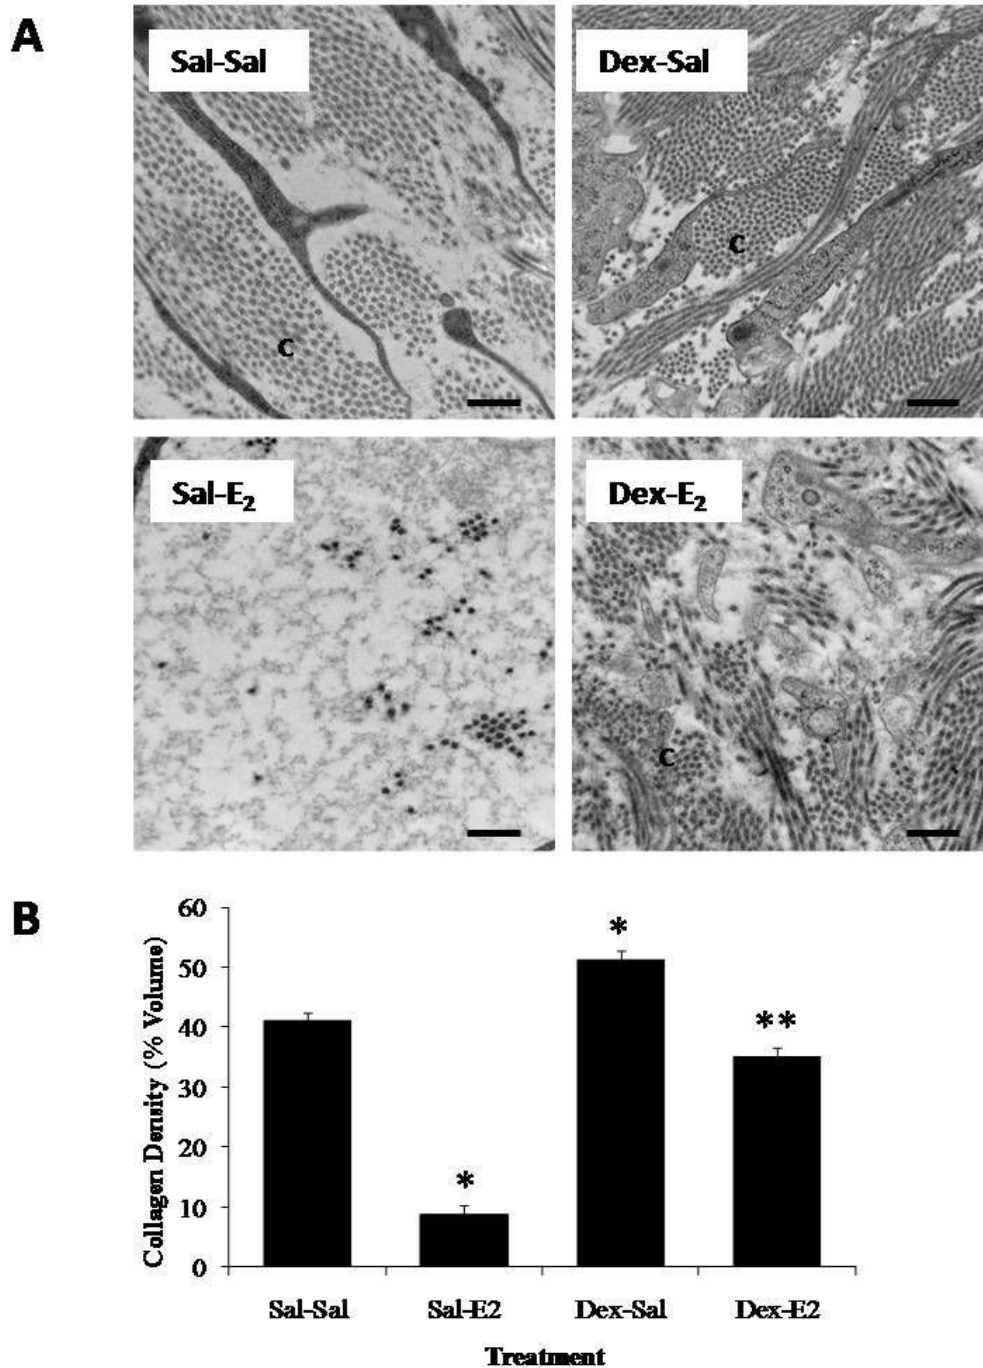 A
Sal-Sal
Dex-Sal
C
C
Sal-E₂
Dex-E₂
C
B
Collagen Density (% Volume)
60
50
40
30
20
10
0
*
*
**
Sal-Sal Sal-E2 Dex-Sal Dex-E2
Treatment